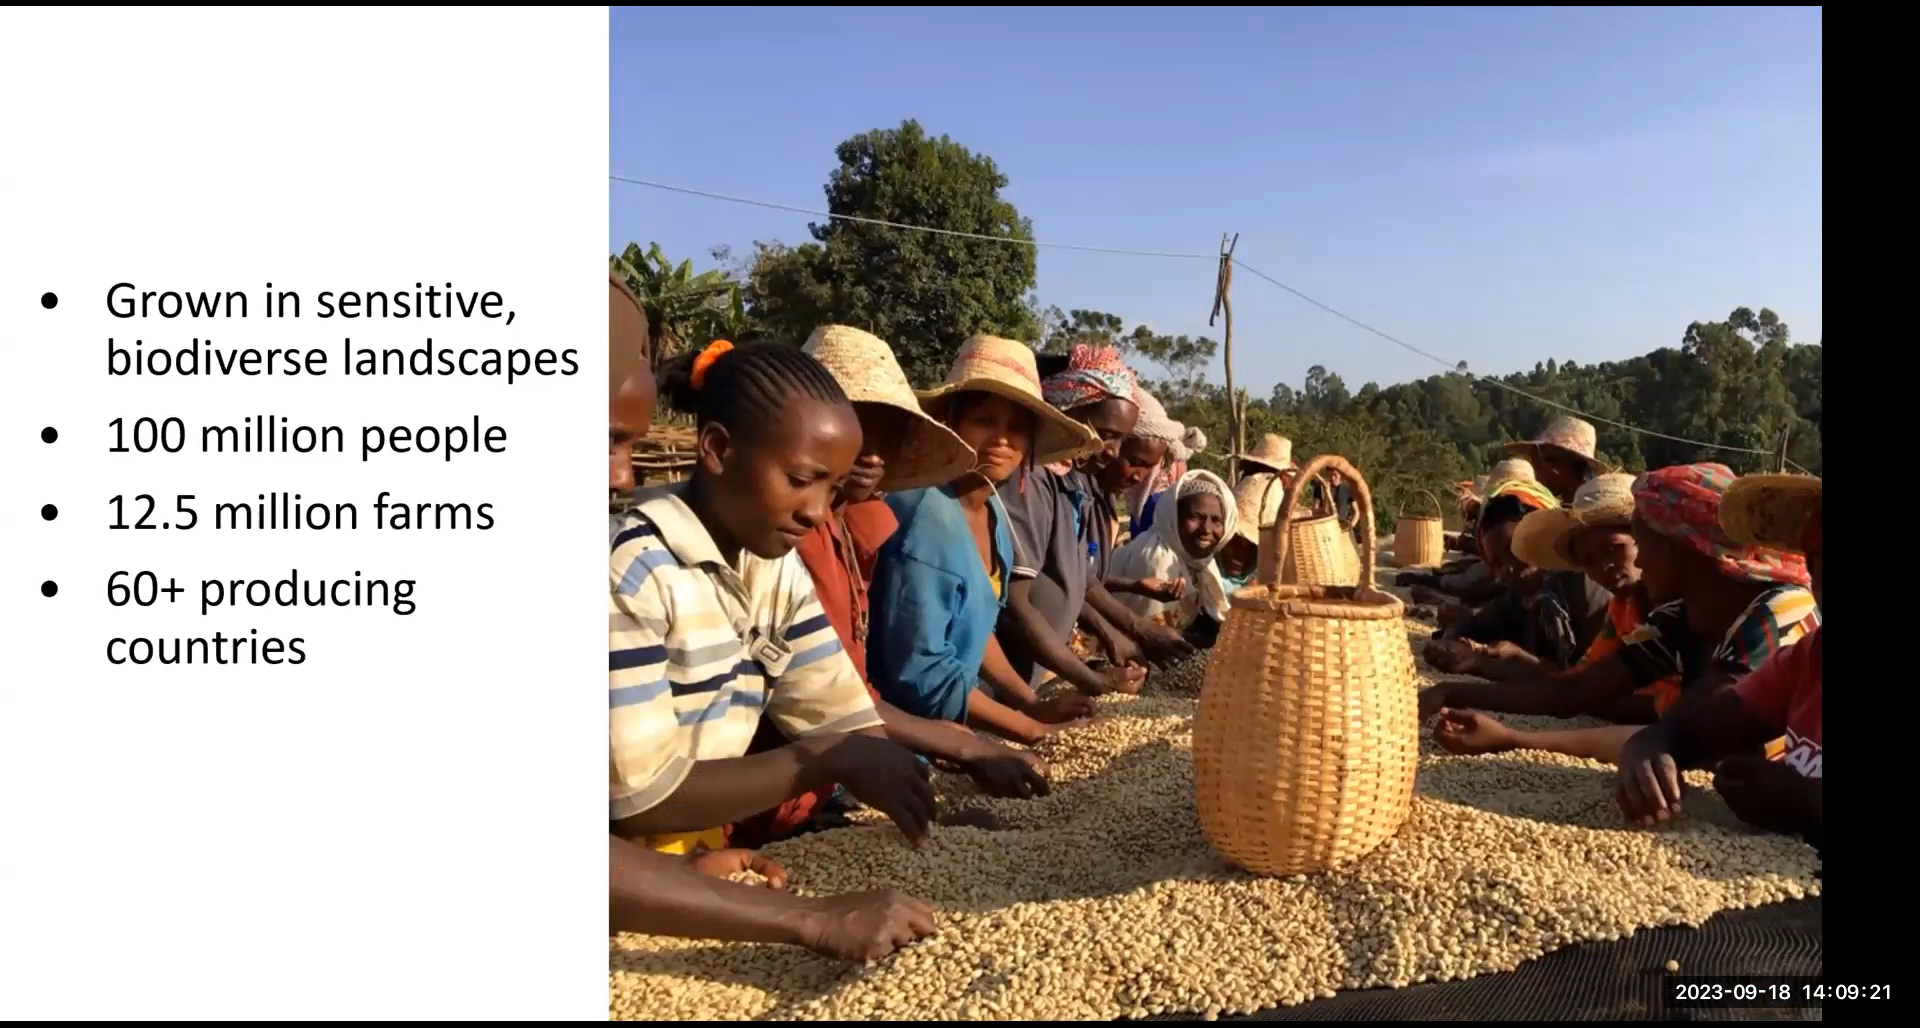 • Grown in sensitive,
biodiverse landscapes
• 100 million people
• 12.5 million farms
• 60+ producing
countries
2023-09-18 14:09:21